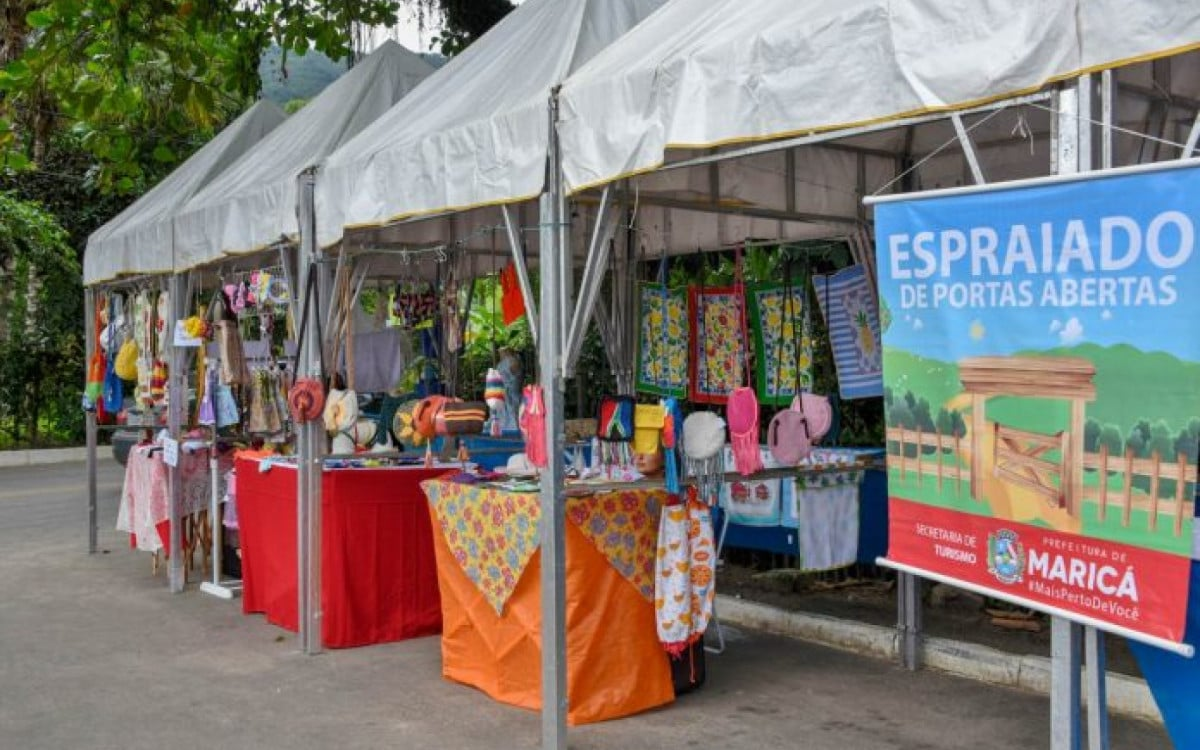 ESPRAIADO
DE PORTAS ABERTAS
SECRETARIA DE
TURISMO
PREFEITURA DE
MARICÁ
#MaisPertoDeVocê